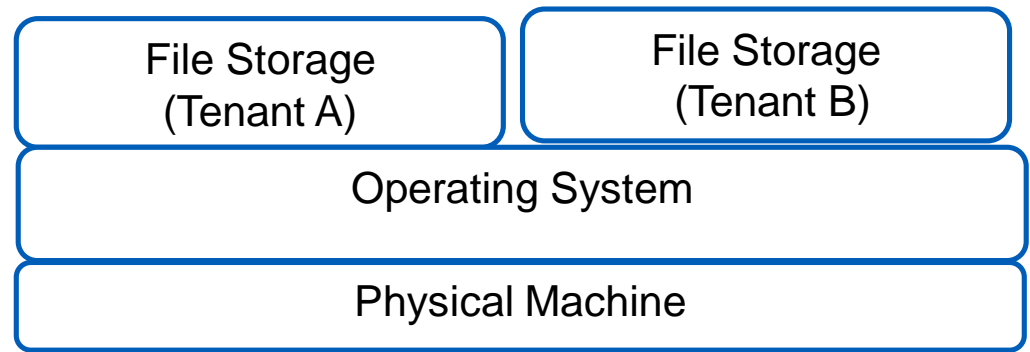 File Storage
(Tenant A)
File Storage
(Tenant B)
Operating System
Physical Machine